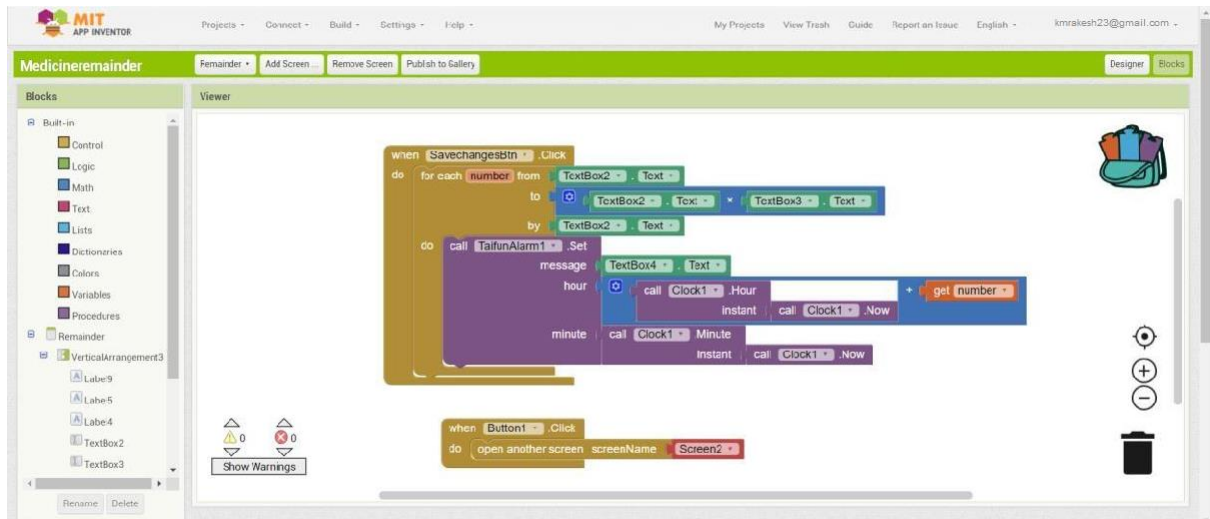 MIT
APP INVENTOR
Projects Connect Build Settings Help My Projects View Trash Guide Report an Issue English kmrakesh23@gmail.com
Medicineremainder Remainder Add Screen ... Remove Screen Publish to Gallery Designer Blocks
Blocks Viewer
Built-in
Control
Logic
Math
Text
Lists
Dictionaries
Colors
Variables
Procedures
Remainder
VerticalArrangement3
Label9
Label5
Label4
TextBox2
TextBox3
Rename Delete
when SavechangesBtn .Click
do for each number from TextBox2 . Text
to TextBox2 . Text × TextBox3 . Text
by TextBox2 . Text
do call TaifunAlarm1 .Set
message TextBox4 . Text
hour call Clock1 .Hour + get number
instant call Clock1 .Now
minute call Clock1 .Minute
instant call Clock1 .Now
when Button1 .Click
do open another screen screenName Screen2
0 0
Show Warnings